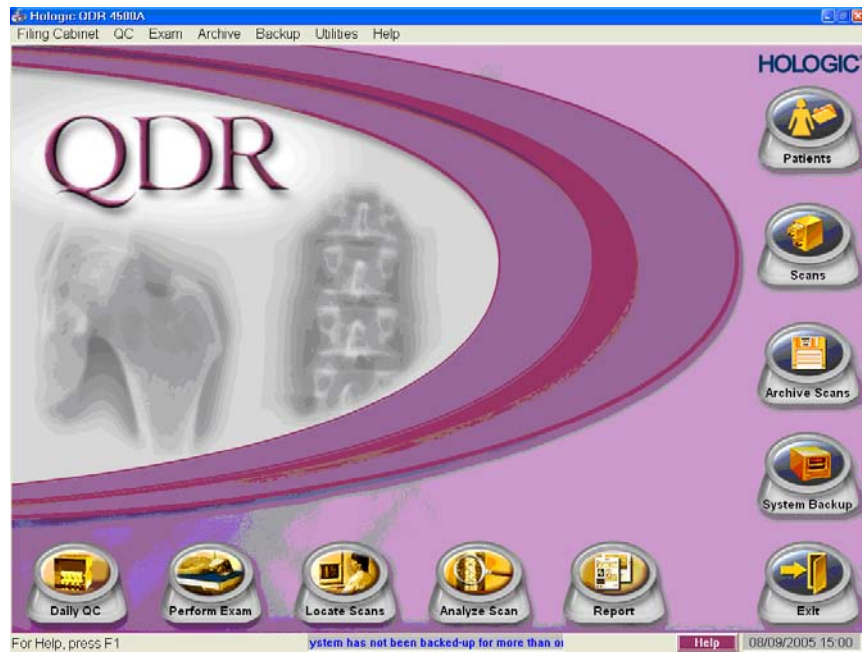 Hologic QDR 4500A
Filing Cabinet QC Exam Archive Backup Utilities Help
HOLOGIC
QDR
Patients
Scans
Archive Scans
System Backup
Daily QC
Perform Exam
Locate Scans
Analyze Scan
Report
Exit
For Help, press F1
ystem has not been backed-up for more than o
Help
08/09/2005 15:00